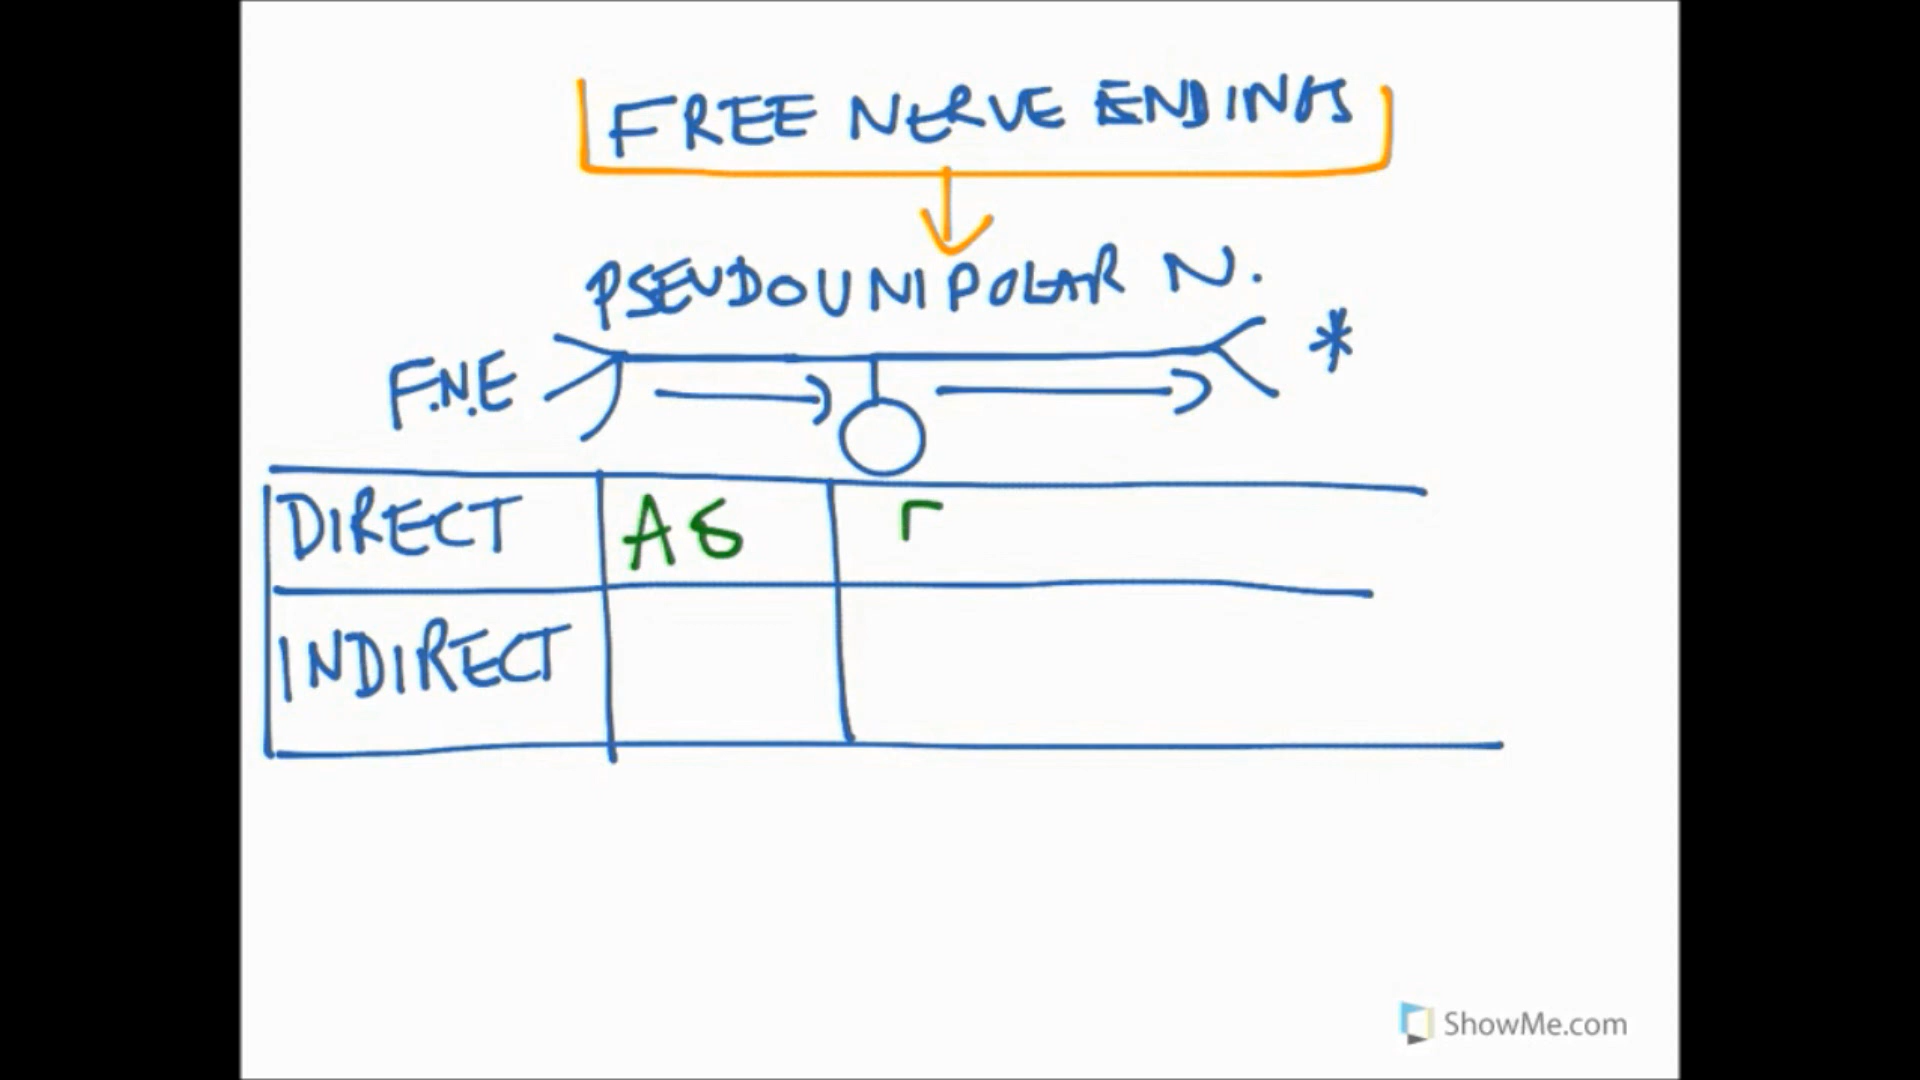 FREE NERVE ENDINGS
PSEUDOUNIPOLAR N.
F.N.E *
DIRECT Aδ
INDIRECT
ShowMe.com